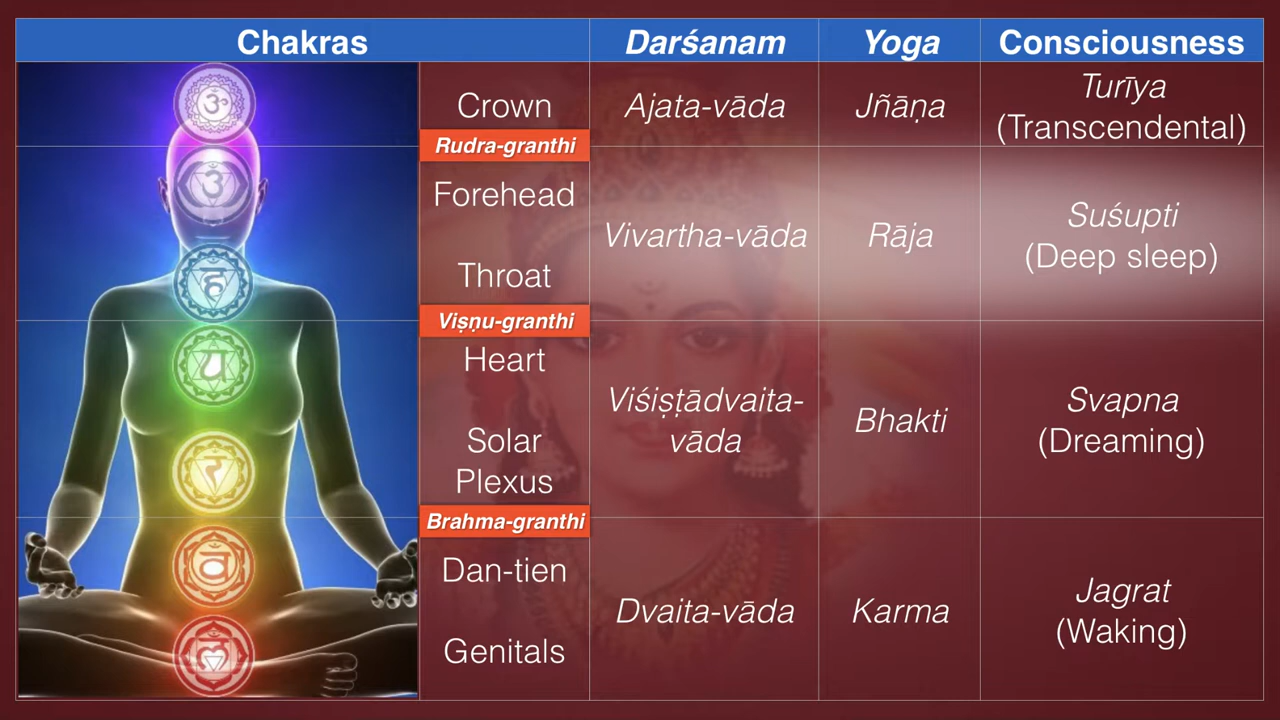 Chakras
Darśanam
Yoga
Consciousness
ॐ
Crown
Ajata-vāda
Jñāṇa
Turīya
(Transcendental)
Rudra-granthi
Forehead
Throat
Vivartha-vāda
Rāja
Suśupti
(Deep sleep)
Viṣṇu-granthi
Heart
Solar
Plexus
Viśiṣṭādvaita-
vāda
Bhakti
Svapna
(Dreaming)
Brahma-granthi
Dan-tien
Genitals
Dvaita-vāda
Karma
Jagrat
(Waking)
हं
यं
रं
वं
लं